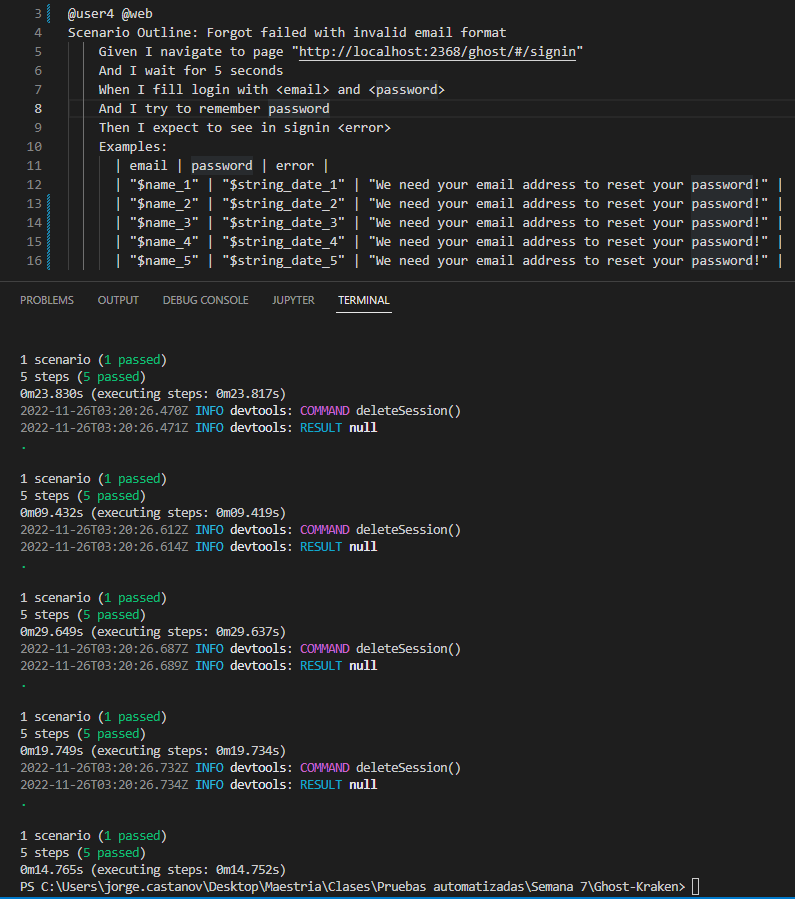 3 @user4 @web
4 Scenario Outline: Forgot failed with invalid email format
5 Given I navigate to page "http://localhost:2368/ghost/#/signin"
6 And I wait for 5 seconds
7 When I fill login with <email> and <password>
8 And I try to remember password
9 Then I expect to see in signin <error>
10 Examples:
11 | email | password | error |
12 | "$name_1" | "$string_date_1" | "We need your email address to reset your password!" |
13 | "$name_2" | "$string_date_2" | "We need your email address to reset your password!" |
14 | "$name_3" | "$string_date_3" | "We need your email address to reset your password!" |
15 | "$name_4" | "$string_date_4" | "We need your email address to reset your password!" |
16 | "$name_5" | "$string_date_5" | "We need your email address to reset your password!" |
PROBLEMS OUTPUT DEBUG CONSOLE JUPYTER TERMINAL
1 scenario (1 passed)
5 steps (5 passed)
0m23.830s (executing steps: 0m23.817s)
2022-11-26T03:20:26.470Z INFO devtools: COMMAND deleteSession()
2022-11-26T03:20:26.471Z INFO devtools: RESULT null
.
1 scenario (1 passed)
5 steps (5 passed)
0m09.432s (executing steps: 0m09.419s)
2022-11-26T03:20:26.612Z INFO devtools: COMMAND deleteSession()
2022-11-26T03:20:26.614Z INFO devtools: RESULT null
.
1 scenario (1 passed)
5 steps (5 passed)
0m29.649s (executing steps: 0m29.637s)
2022-11-26T03:20:26.687Z INFO devtools: COMMAND deleteSession()
2022-11-26T03:20:26.689Z INFO devtools: RESULT null
.
1 scenario (1 passed)
5 steps (5 passed)
0m19.749s (executing steps: 0m19.734s)
2022-11-26T03:20:26.732Z INFO devtools: COMMAND deleteSession()
2022-11-26T03:20:26.734Z INFO devtools: RESULT null
.
1 scenario (1 passed)
5 steps (5 passed)
0m14.765s (executing steps: 0m14.752s)
PS C:\Users\jorge.castanov\Desktop\Maestria\Clases\Pruebas automatizadas\Semana 7\Ghost-Kraken>